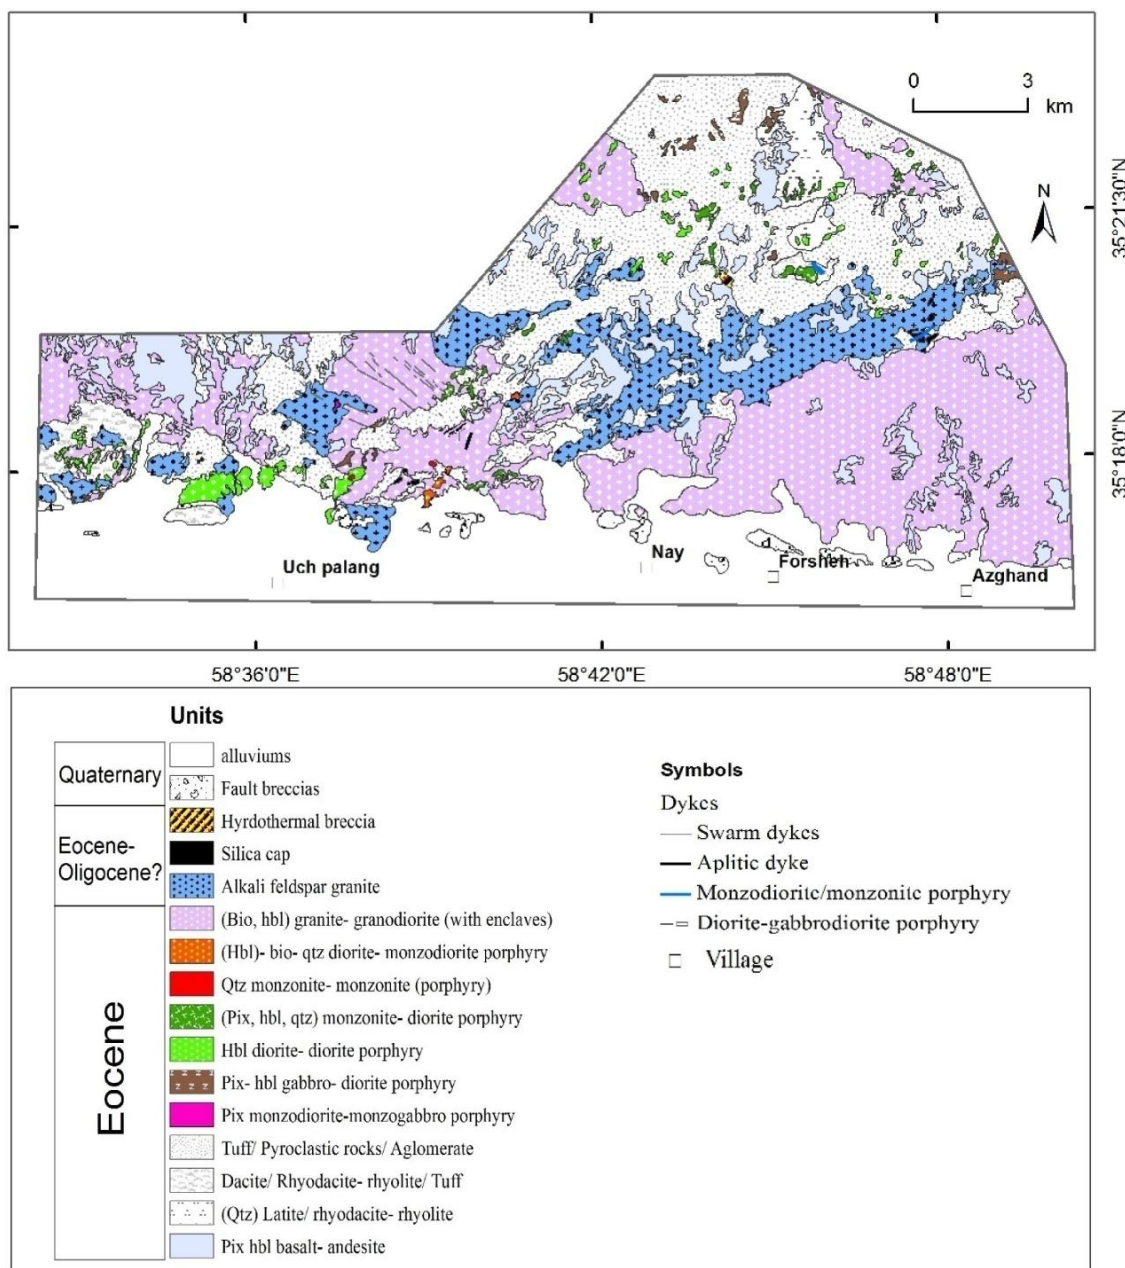 0 3
km
N
35°21'30"N
35°18'0"N
Uch palang
Nay
Forsheh
Azghand
58°36'0"E 58°42'0"E 58°48'0"E
Units
Quaternary
alluviums
Fault breccias
Eocene-
Oligocene?
Hyrdothermal breccia
Silica cap
Alkali feldspar granite
Eocene
(Bio, hbl) granite- granodiorite (with enclaves)
(Hbl)- bio- qtz diorite- monzodiorite porphyry
Qtz monzonite- monzonite (porphyry)
(Pix, hbl, qtz) monzonite- diorite porphyry
Hbl diorite- diorite porphyry
Pix- hbl gabbro- diorite porphyry
Pix monzodiorite-monzogabbro porphyry
Tuff/ Pyroclastic rocks/ Aglomerate
Dacite/ Rhyodacite- rhyolite/ Tuff
(Qtz) Latite/ rhyodacite- rhyolite
Pix hbl basalt- andesite
Symbols
Dykes
Swarm dykes
Aplitic dyke
Monzodiorite/monzonite porphyry
Diorite-gabbrodiorite porphyry
Village